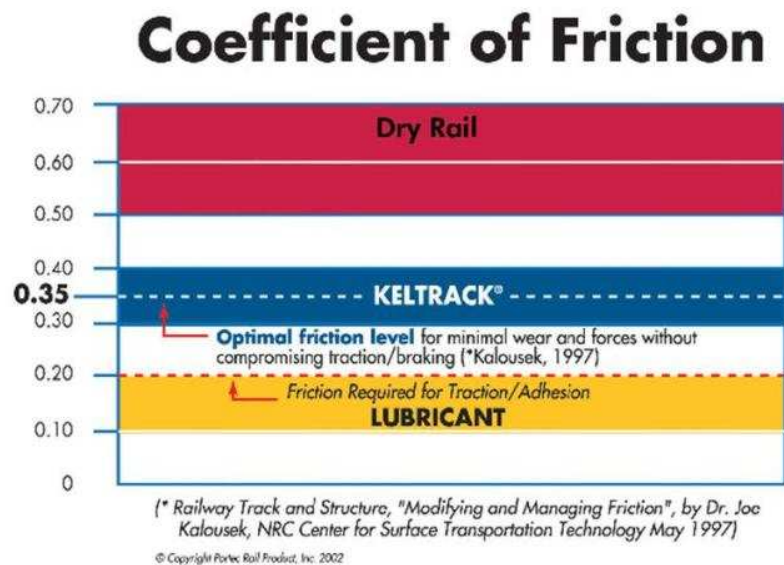 Coefficient of Friction
0.70
Dry Rail
0.60
0.50
0.40
0.35
KELTRACK®
0.30
Optimal friction level for minimal wear and forces without
compromising traction/braking (*Kalousek, 1997)
0.20
Friction Required for Traction/Adhesion
LUBRICANT
0.10
0
(* Railway Track and Structure, "Modifying and Managing Friction", by Dr. Joe
Kalousek, NRC Center for Surface Transportation Technology May 1997)
© Copyright Portec Rail Product, Inc. 2002